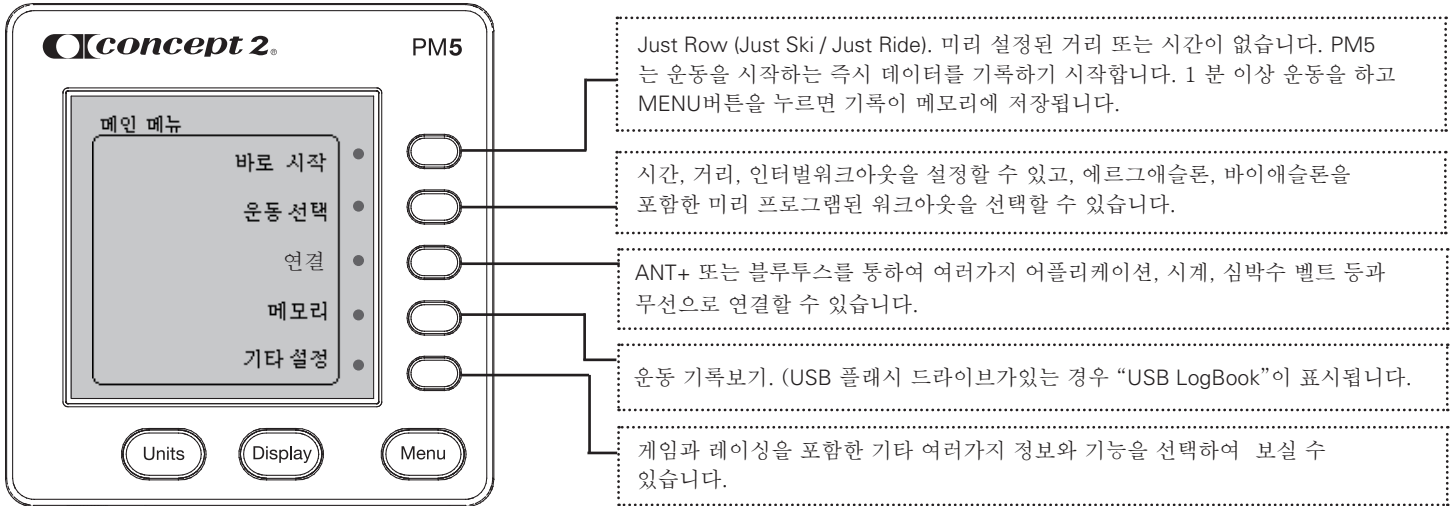 concept 2®
PM5
메인 메뉴
바로 시작
운동 선택
연결
메모리
기타 설정
Units
Display
Menu
Just Row (Just Ski / Just Ride). 미리 설정된 거리 또는 시간이 없습니다. PM5
는 운동을 시작하는 즉시 데이터를 기록하기 시작합니다. 1 분 이상 운동을 하고
MENU버튼을 누르면 기록이 메모리에 저장됩니다.
시간, 거리, 인터벌워크아웃을 설정할 수 있고, 에르그애슬론, 바이애슬론을
포함한 미리 프로그램된 워크아웃을 선택할 수 있습니다.
ANT+ 또는 블루투스를 통하여 여러가지 어플리케이션, 시계, 심박수 벨트 등과
무선으로 연결할 수 있습니다.
운동 기록보기. (USB 플래시 드라이브가있는 경우 “USB LogBook”이 표시됩니다.
게임과 레이싱을 포함한 기타 여러가지 정보와 기능을 선택하여 보실 수
있습니다.